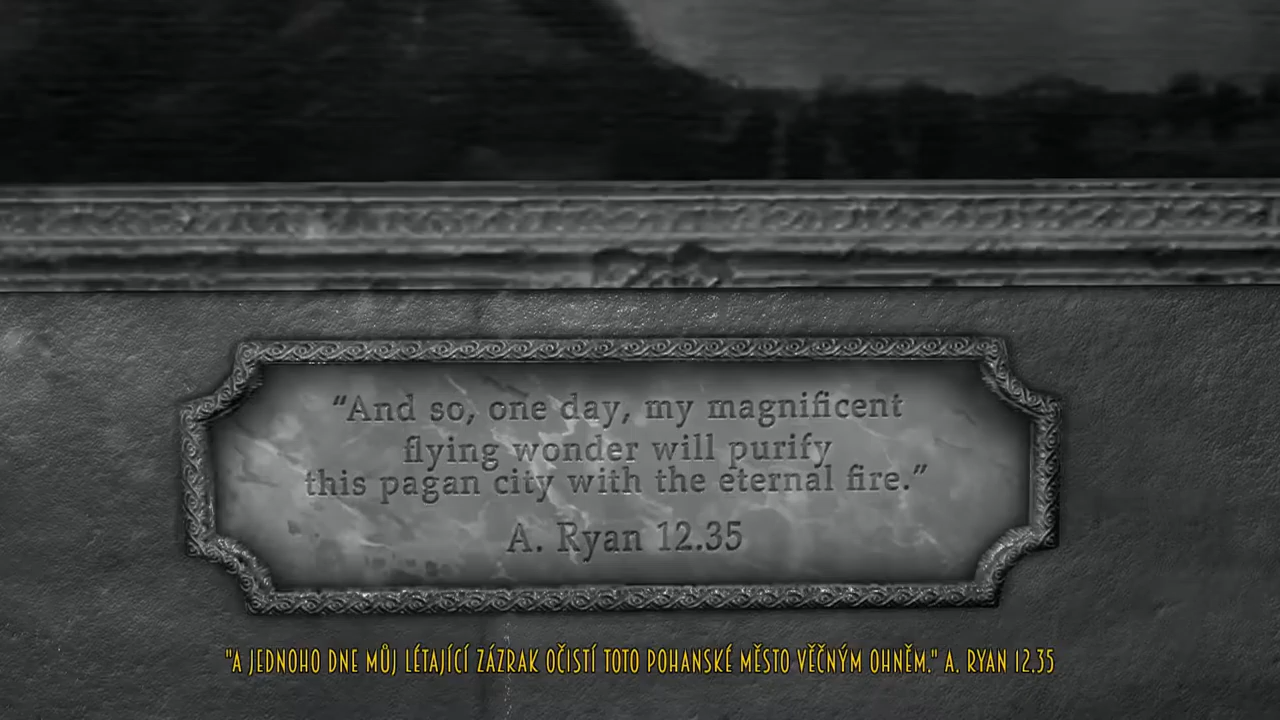 “And so, one day, my magnificent
flying wonder will purify
this pagan city with the eternal fire.”
A. Ryan 12.35
"A JEDNOHO DNE MŮJ LÉTAJÍCÍ ZÁZRAK OČISTÍ TOTO POHANSKÉ MĚSTO VĚČNÝM OHNĚM." A. RYAN 12.35